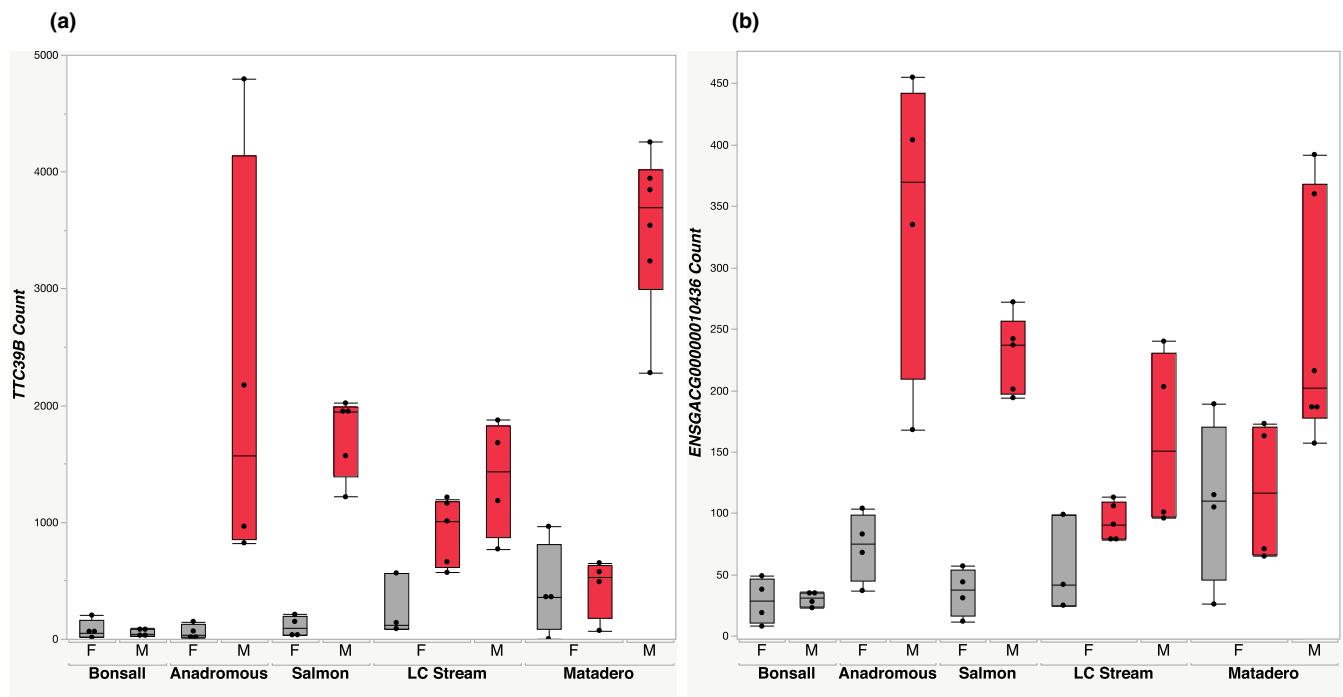 (a)
TTC39B Count
5000
4000
3000
2000
1000
0
F M F M F M F M F M
Bonsall Anadromous Salmon LC Stream Matadero
(b)
ENSGACG00000010436 Count
450
400
350
300
250
200
150
100
50
0
F M F M F M F M F M
Bonsall Anadromous Salmon LC Stream Matadero